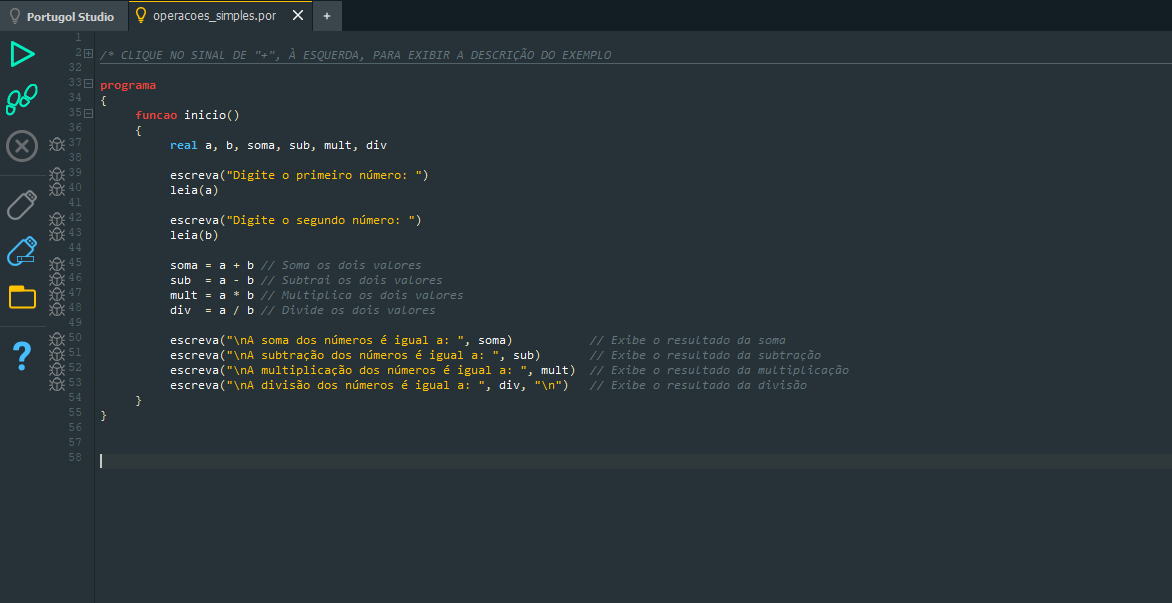 Portugol Studio operacoes_simples.por × +
1
2 /* CLIQUE NO SINAL DE "+", À ESQUERDA, PARA EXIBIR A DESCRIÇÃO DO EXEMPLO
32
33 programa
34 {
35 funcao inicio()
36 {
37 real a, b, soma, sub, mult, div
38
39 escreva("Digite o primeiro número: ")
40 leia(a)
41
42 escreva("Digite o segundo número: ")
43 leia(b)
44
45 soma = a + b // Soma os dois valores
46 sub = a - b // Subtrai os dois valores
47 mult = a * b // Multiplica os dois valores
48 div = a / b // Divide os dois valores
49
50 escreva("\nA soma dos números é igual a: ", soma) // Exibe o resultado da soma
51 escreva("\nA subtração dos números é igual a: ", sub) // Exibe o resultado da subtração
52 escreva("\nA multiplicação dos números é igual a: ", mult) // Exibe o resultado da multiplicação
53 escreva("\nA divisão dos números é igual a: ", div, "\n") // Exibe o resultado da divisão
54 }
55 }
56
57
58
?